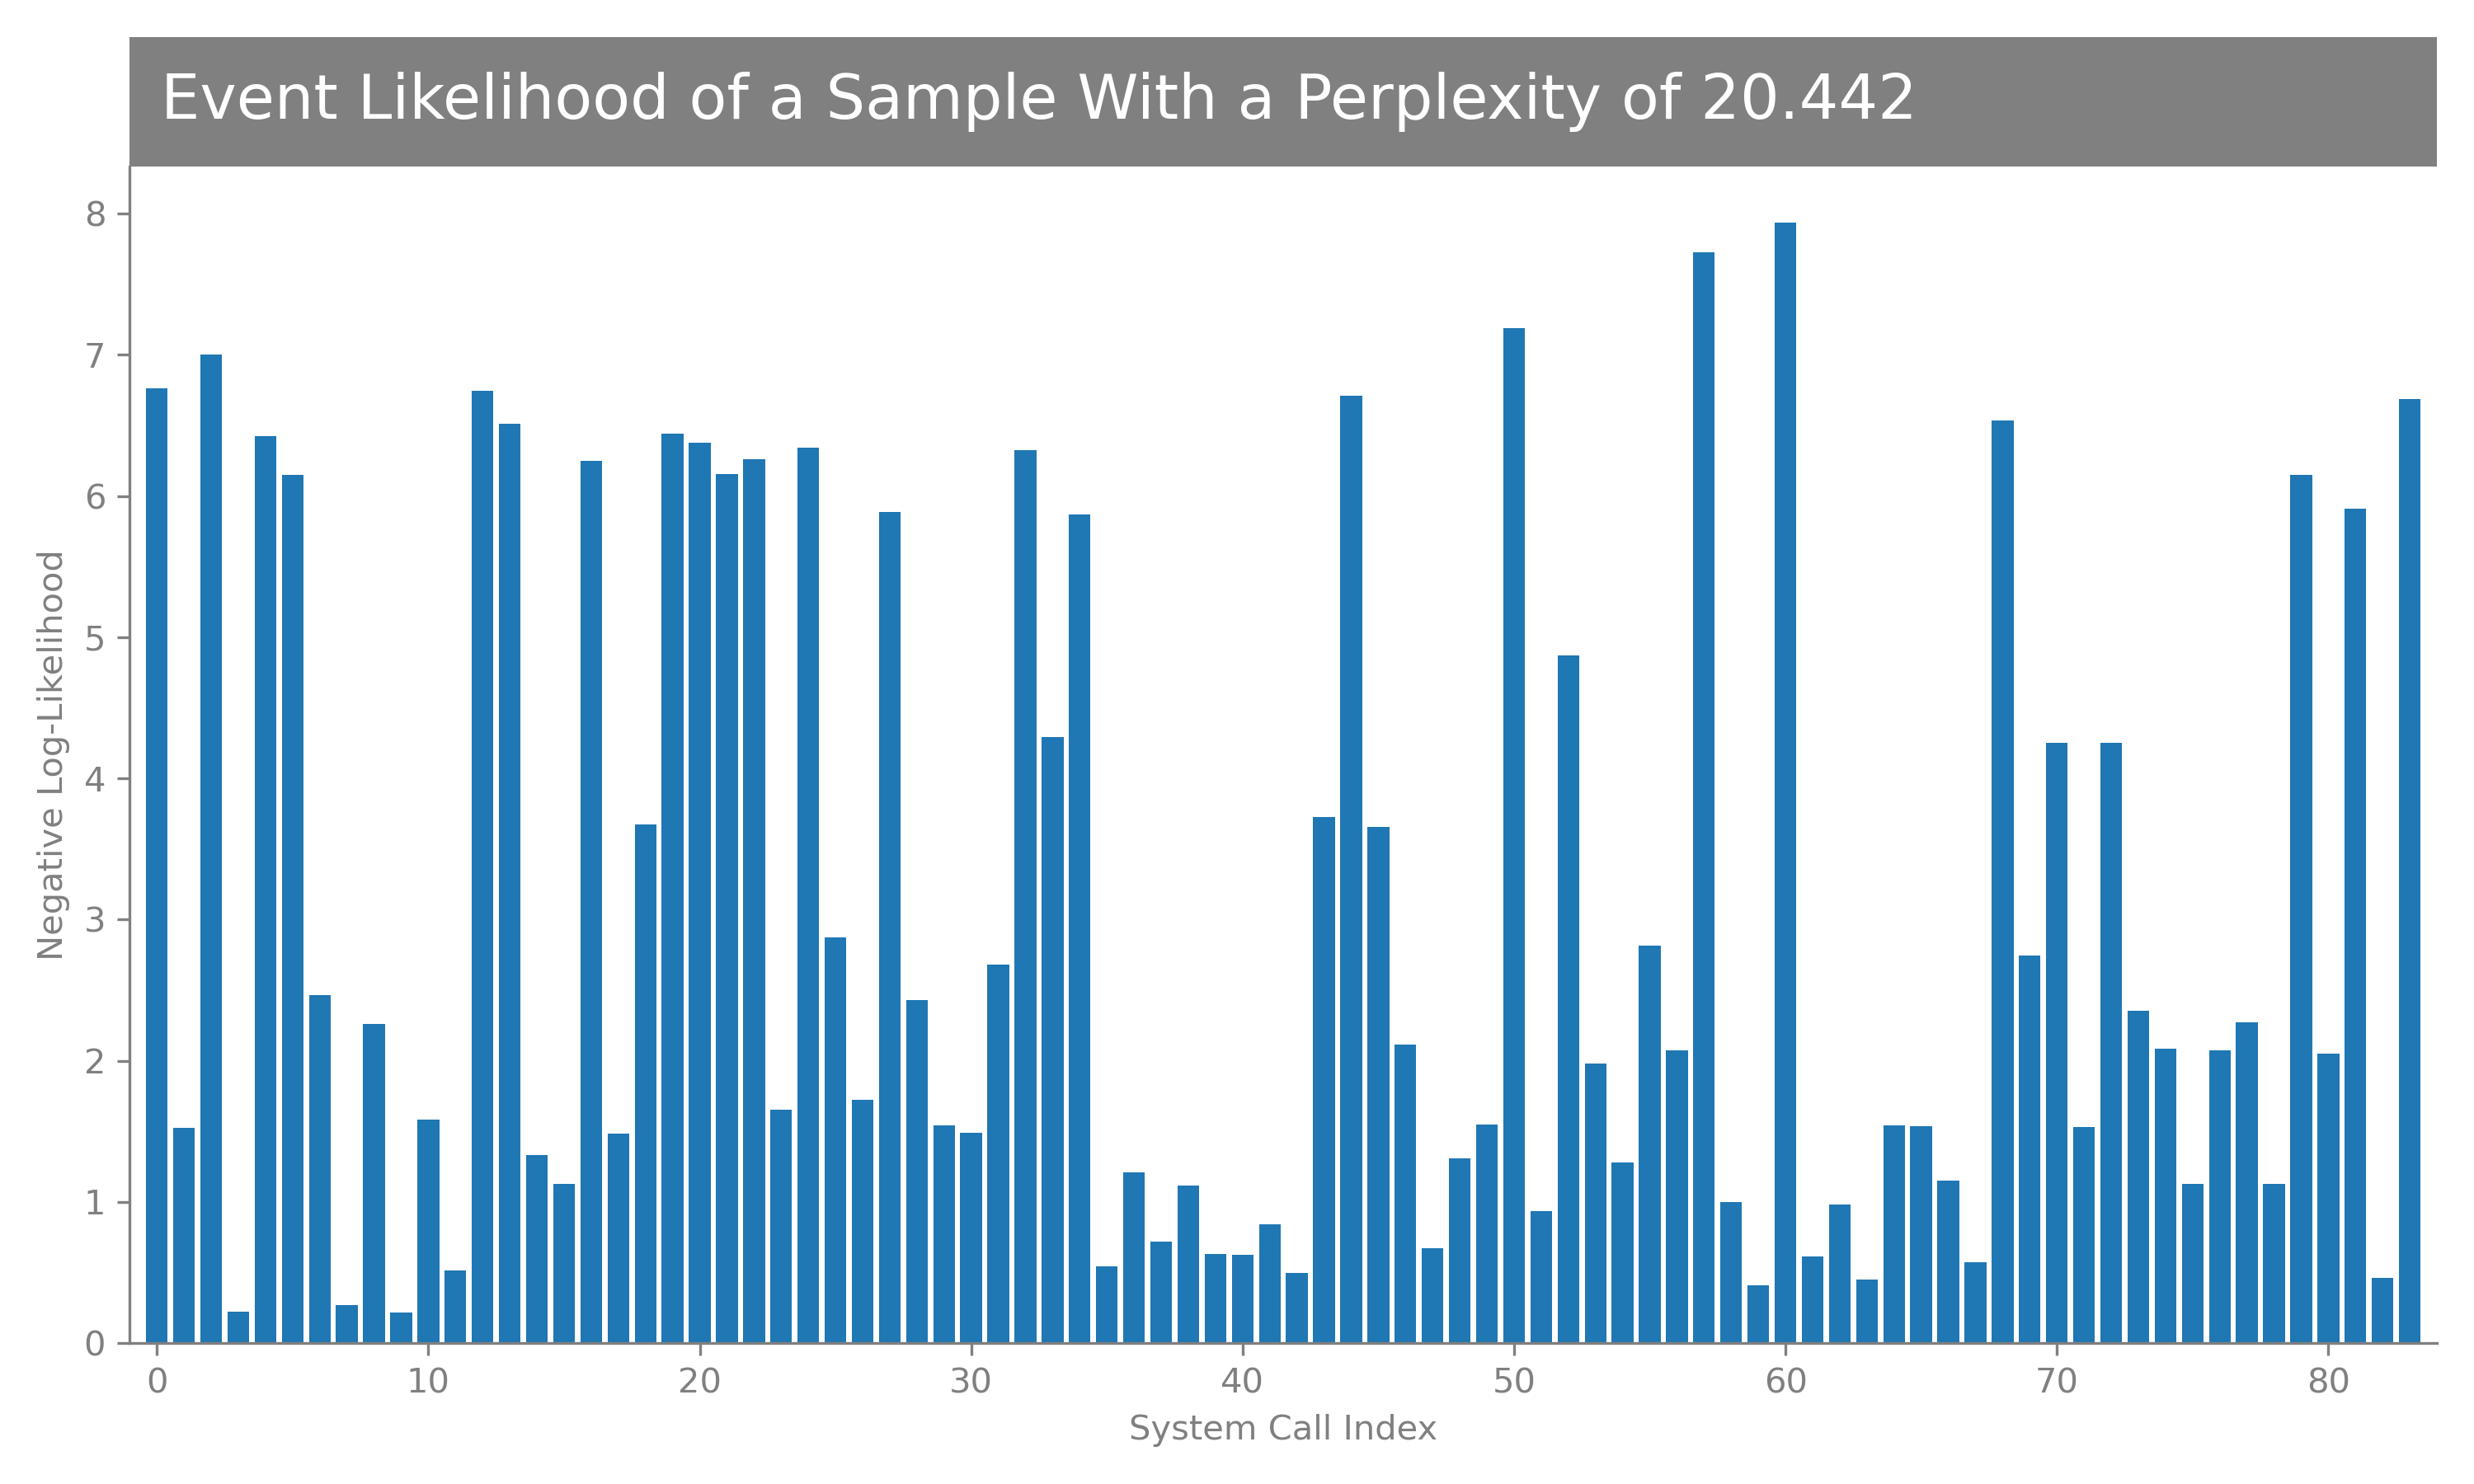 Event Likelihood of a Sample With a Perplexity of 20.442
8
7
6
5
4
3
2
1
0
Negative Log-Likelihood
0 10 20 30 40 50 60 70 80
System Call Index